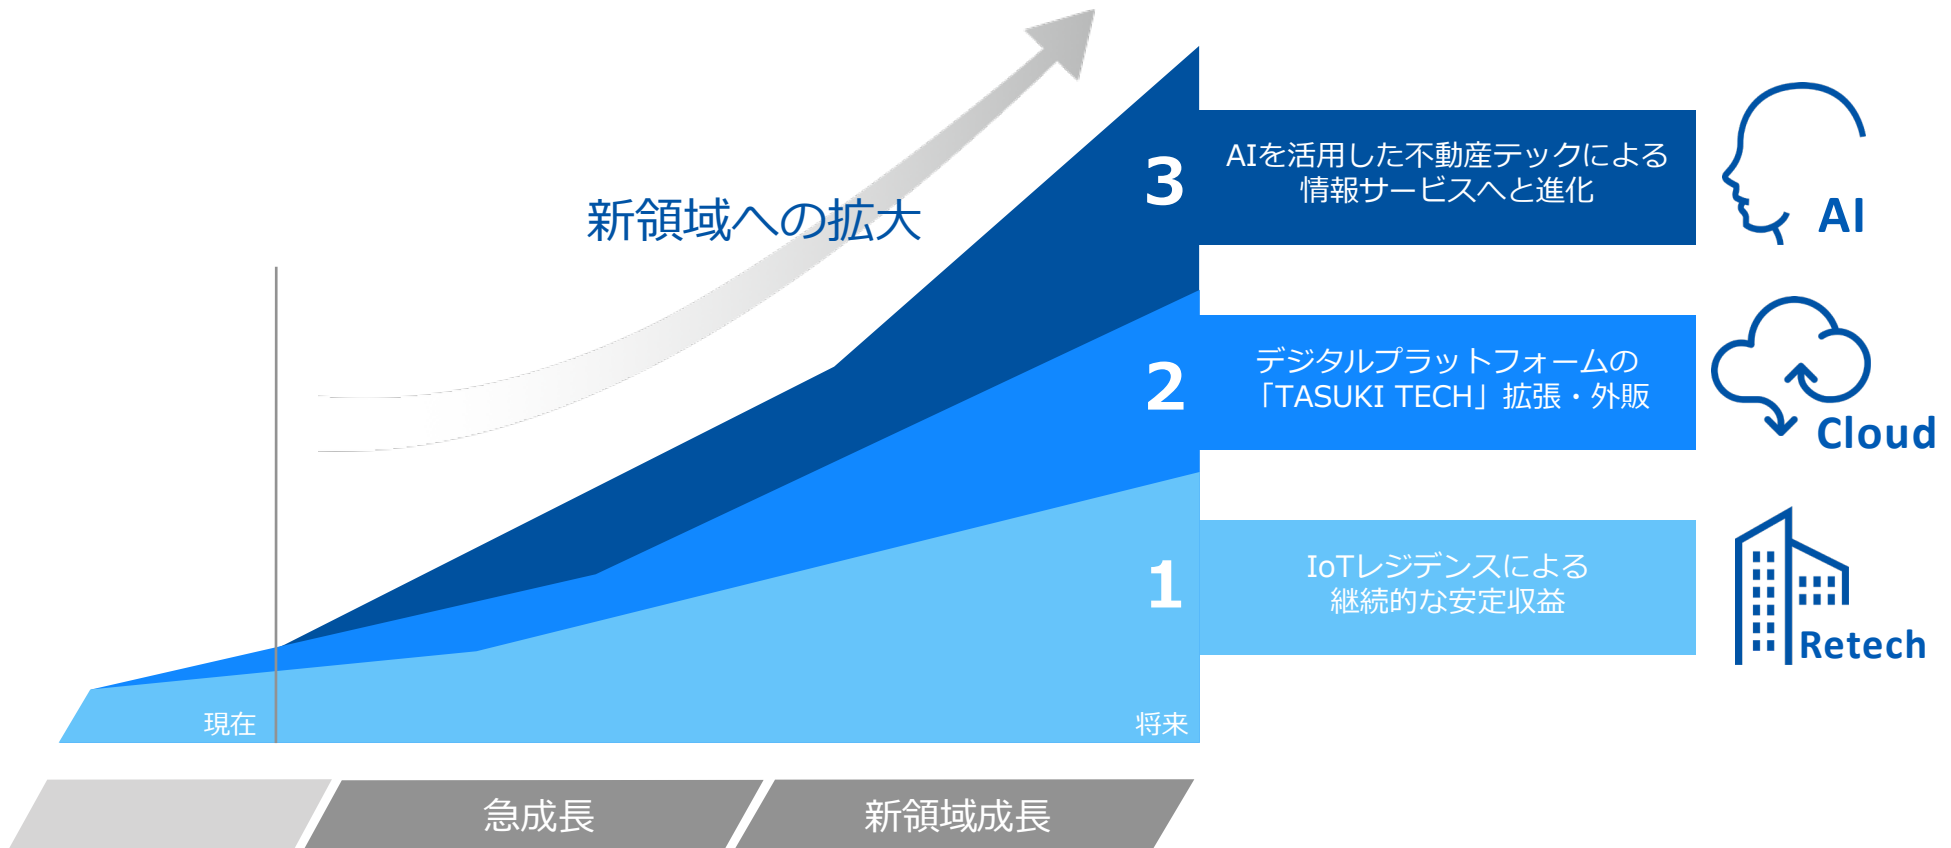 新領域への拡大
3
AIを活用した不動産テックによる
情報サービスへと進化
AI
2
デジタルプラットフォームの
「TASUKI TECH」拡張・外販
Cloud
1
IoTレジデンスによる
継続的な安定収益
Retech
現在
将来
急成長
新領域成長